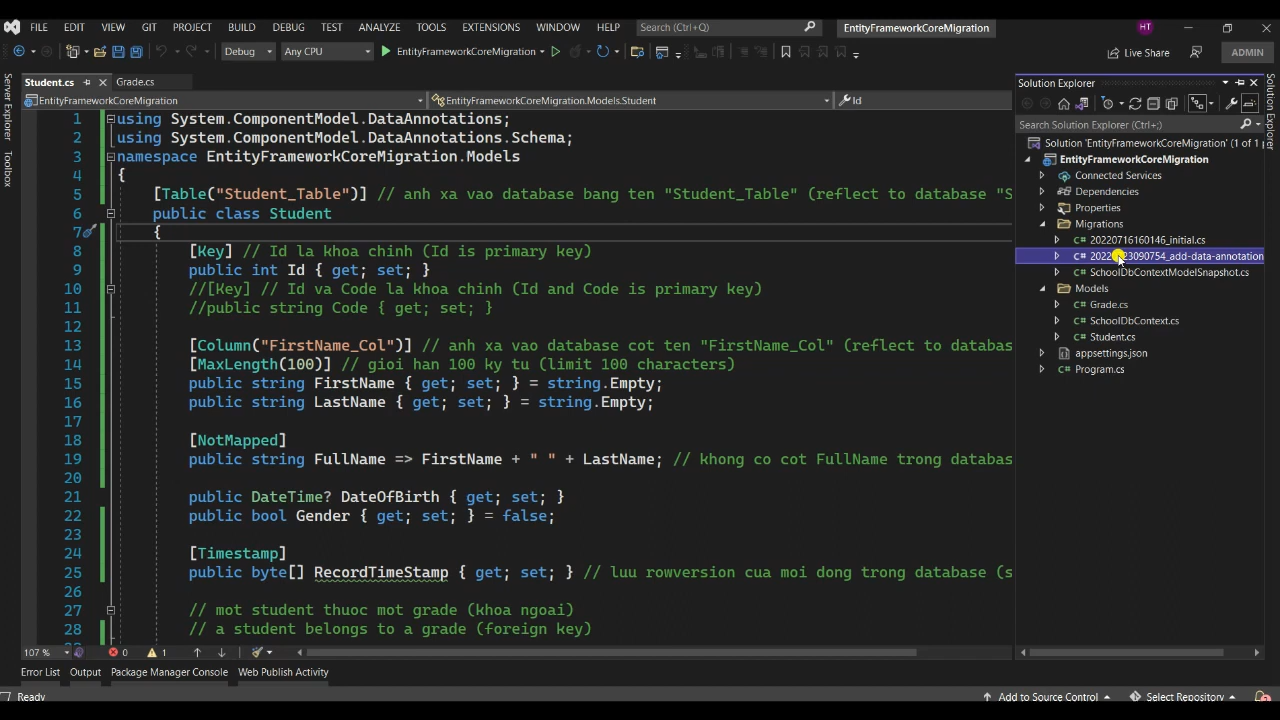 FILE EDIT VIEW GIT PROJECT BUILD DEBUG TEST ANALYZE TOOLS EXTENSIONS WINDOW HELP Search (Ctrl+Q) EntityFrameworkCoreMigration HT
Debug Any CPU EntityFrameworkCoreMigration Live Share ADMIN
Server Explorer
Toolbox
Student.cs Grade.cs
EntityFrameworkCoreMigration EntityFrameworkCoreMigration.Models.Student Id
1 using System.ComponentModel.DataAnnotations;
2 using System.ComponentModel.DataAnnotations.Schema;
3 namespace EntityFrameworkCoreMigration.Models
4 {
5 [Table("Student_Table")] // anh xa vao database bang ten "Student_Table" (reflect to database "S
6 public class Student
7 {
8 [Key] // Id la khoa chinh (Id is primary key)
9 public int Id { get; set; }
10 //[Key] // Id va Code la khoa chinh (Id and Code is primary key)
11 //public string Code { get; set; }
12
13 [Column("FirstName_Col")] // anh xa vao database cot ten "FirstName_Col" (reflect to database
14 [MaxLength(100)] // gioi han 100 ky tu (limit 100 characters)
15 public string FirstName { get; set; } = string.Empty;
16 public string LastName { get; set; } = string.Empty;
17
18 [NotMapped]
19 public string FullName => FirstName + " " + LastName; // khong co cot FullName trong databas
20
21 public DateTime? DateOfBirth { get; set; }
22 public bool Gender { get; set; } = false;
23
24 [Timestamp]
25 public byte[] RecordTimeStamp { get; set; } // luu rowversion cua moi dong trong database (s
26
27 // mot student thuoc mot grade (khoa ngoai)
28 // a student belongs to a grade (foreign key)
107 % 0 1
Error List Output Package Manager Console Web Publish Activity
Ready Add to Source Control Select Repository
Solution Explorer
Search Solution Explorer (Ctrl+;)
Solution 'EntityFrameworkCoreMigration' (1 of 1 p
EntityFrameworkCoreMigration
Connected Services
Dependencies
Properties
Migrations
C# 20220716160146_initial.cs
C# 23090754_add-data-annotation
C# SchoolDbContextModelSnapshot.cs
Models
C# Grade.cs
C# SchoolDbContext.cs
C# Student.cs
appsettings.json
C# Program.cs
Solution Explorer